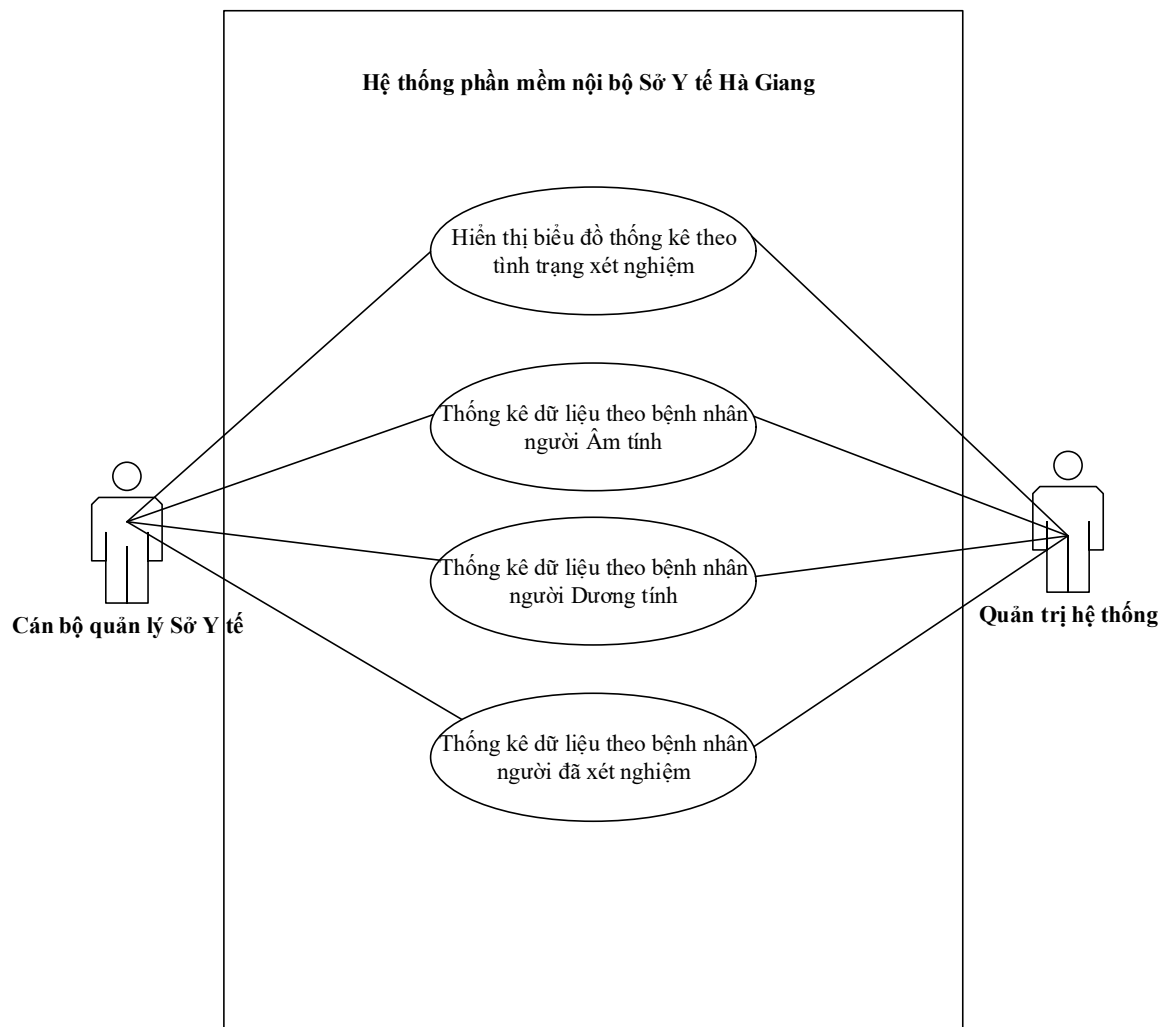 Hệ thống phần mềm nội bộ Sở Y tế Hà Giang
Hiển thị biểu đồ thống kê theo
tình trạng xét nghiệm
Thống kê dữ liệu theo bệnh nhân
người Âm tính
Thống kê dữ liệu theo bệnh nhân
người Dương tính
Cán bộ quản lý Sở Y tế
Quản trị hệ thống
Thống kê dữ liệu theo bệnh nhân
người đã xét nghiệm